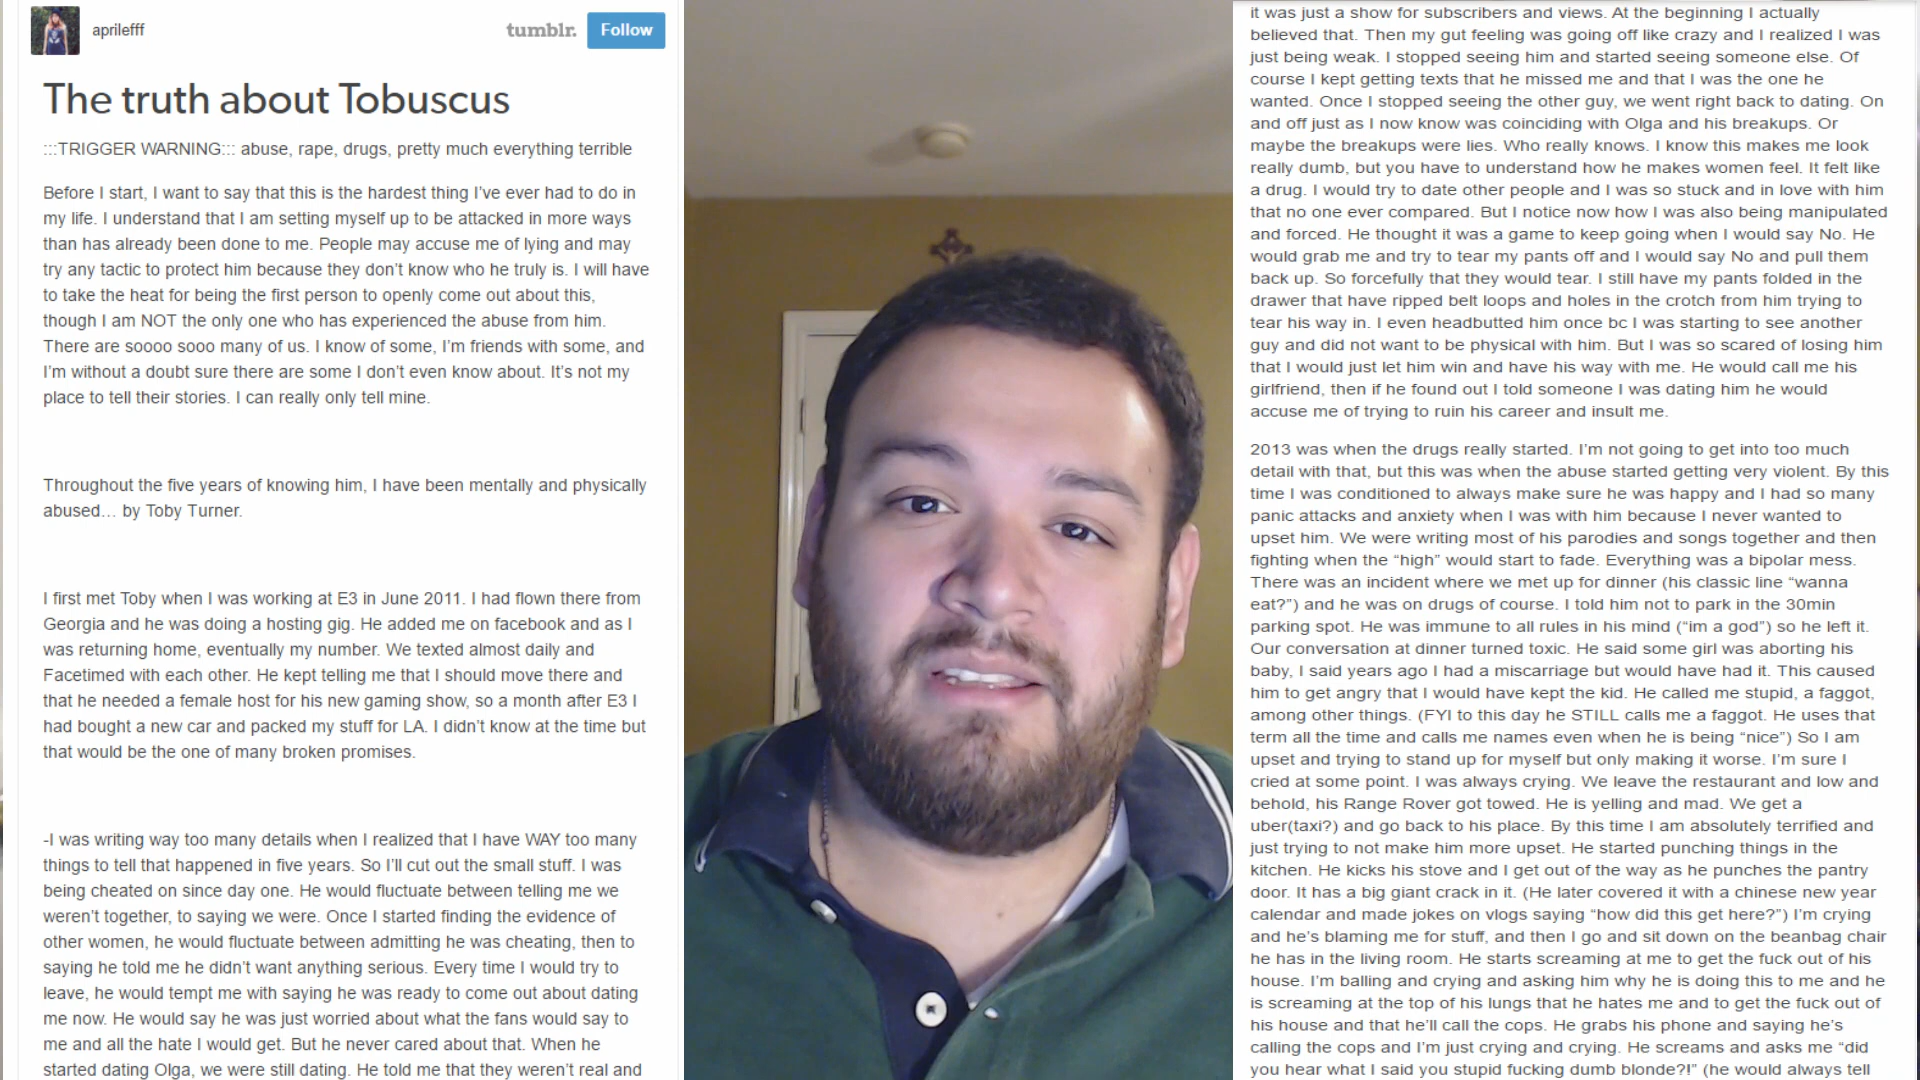 aprilefff
tumblr.
Follow
The truth about Tobuscus
:::TRIGGER WARNING::: abuse, rape, drugs, pretty much everything terrible
Before I start, I want to say that this is the hardest thing I've ever had to do in
my life. I understand that I am setting myself up to be attacked in more ways
than has already been done to me. People may accuse me of lying and may
try any tactic to protect him because they don't know who he truly is. I will have
to take the heat for being the first person to openly come out about this,
though I am NOT the only one who has experienced the abuse from him.
There are soooo sooo many of us. I know of some, I'm friends with some, and
I'm without a doubt sure there are some I don't even know about. It's not my
place to tell their stories. I can really only tell mine.
Throughout the five years of knowing him, I have been mentally and physically
abused... by Toby Turner.
I first met Toby when I was working at E3 in June 2011. I had flown there from
Georgia and he was doing a hosting gig. He added me on facebook and as I
was returning home, eventually my number. We texted almost daily and
Facetimed with each other. He kept telling me that I should move there and
that he needed a female host for his new gaming show, so a month after E3 I
had bought a new car and packed my stuff for LA. I didn't know at the time but
that would be the one of many broken promises.
-I was writing way too many details when I realized that I have WAY too many
things to tell that happened in five years. So I'll cut out the small stuff. I was
being cheated on since day one. He would fluctuate between telling me we
weren't together, to saying we were. Once I started finding the evidence of
other women, he would fluctuate between admitting he was cheating, then to
saying he told me he didn't want anything serious. Every time I would try to
leave, he would tempt me with saying he was ready to come out about dating
me now. He would say he was just worried about what the fans would say to
me and all the hate I would get. But he never cared about that. When he
started dating Olga, we were still dating. He told me that they weren't real and
it was just a show for subscribers and views. At the beginning I actually
believed that. Then my gut feeling was going off like crazy and I realized I was
just being weak. I stopped seeing him and started seeing someone else. Of
course I kept getting texts that he missed me and that I was the one he
wanted. Once I stopped seeing the other guy, we went right back to dating. On
and off just as I now know was coinciding with Olga and his breakups. Or
maybe the breakups were lies. Who really knows. I know this makes me look
really dumb, but you have to understand how he makes women feel. It felt like
a drug. I would try to date other people and I was so stuck and in love with him
that no one ever compared. But I notice now how I was also being manipulated
and forced. He thought it was a game to keep going when I would say No. He
would grab me and try to tear my pants off and I would say No and pull them
back up. So forcefully that they would tear. I still have my pants folded in the
drawer that have ripped belt loops and holes in the crotch from him trying to
tear his way in. I even headbutted him once bc I was starting to see another
guy and did not want to be physical with him. But I was so scared of losing him
that I would just let him win and have his way with me. He would call me his
girlfriend, then if he found out I told someone I was dating him he would
accuse me of trying to ruin his career and insult me.
2013 was when the drugs really started. I'm not going to get into too much
detail with that, but this was when the abuse started getting very violent. By this
time I was conditioned to always make sure he was happy and I had so many
panic attacks and anxiety when I was with him because I never wanted to
upset him. We were writing most of his parodies and songs together and then
fighting when the "high" would start to fade. Everything was a bipolar mess.
There was an incident where we met up for dinner (his classic line "wanna
eat?") and he was on drugs of course. I told him not to park in the 30min
parking spot. He was immune to all rules in his mind ("im a god") so he left it.
Our conversation at dinner turned toxic. He said some girl was aborting his
baby, I said years ago I had a miscarriage but would have had it. This caused
him to get angry that I would have kept the kid. He called me stupid, a faggot,
among other things. (FYI to this day he STILL calls me a faggot. He uses that
term all the time and calls me names even when he is being "nice") So I am
upset and trying to stand up for myself but only making it worse. I'm sure I
cried at some point. I was always crying. We leave the restaurant and low and
behold, his Range Rover got towed. He is yelling and mad. We get a
uber(taxi?) and go back to his place. By this time I am absolutely terrified and
just trying to not make him more upset. He started punching things in the
kitchen. He kicks his stove and I get out of the way as he punches the pantry
door. It has a big giant crack in it. (He later covered it with a chinese new year
calendar and made jokes on vlogs saying "how did this get here?") I'm crying
and he's blaming me for stuff, and then I go and sit down on the beanbag chair
he has in the living room. He starts screaming at me to get the fuck out of his
house. I'm balling and crying and asking him why he is doing this to me and he
is screaming at the top of his lungs that he hates me and to get the fuck out of
his house and that he'll call the cops. He grabs his phone and saying he's
calling the cops and I'm just crying and crying. He screams and asks me "did
you hear what I said you stupid fucking dumb blonde?!" (he would always tell